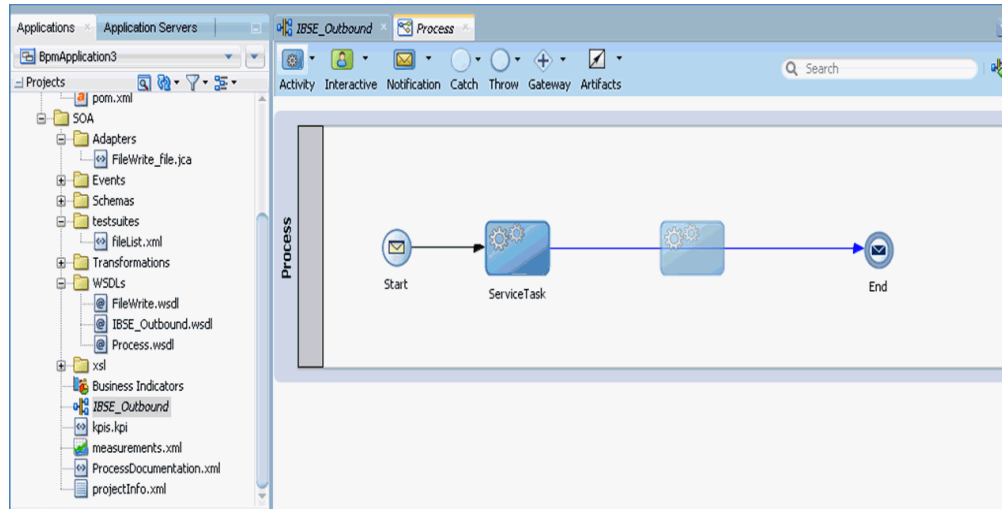 Applications
Application Servers
BpmApplication3
Projects
pom.xml
SOA
Adapters
FileWrite_file.jca
Events
Schemas
testsuites
fileList.xml
Transformations
WSDLs
FileWrite.wsdl
IBSE_Outbound.wsdl
Process.wsdl
xsl
Business Indicators
IBSE_Outbound
kpis.kpi
measurements.xml
ProcessDocumentation.xml
projectInfo.xml
IBSE_Outbound
Process
Activity Interactive Notification Catch Throw Gateway Artifacts
Search
Process
Start
ServiceTask
End